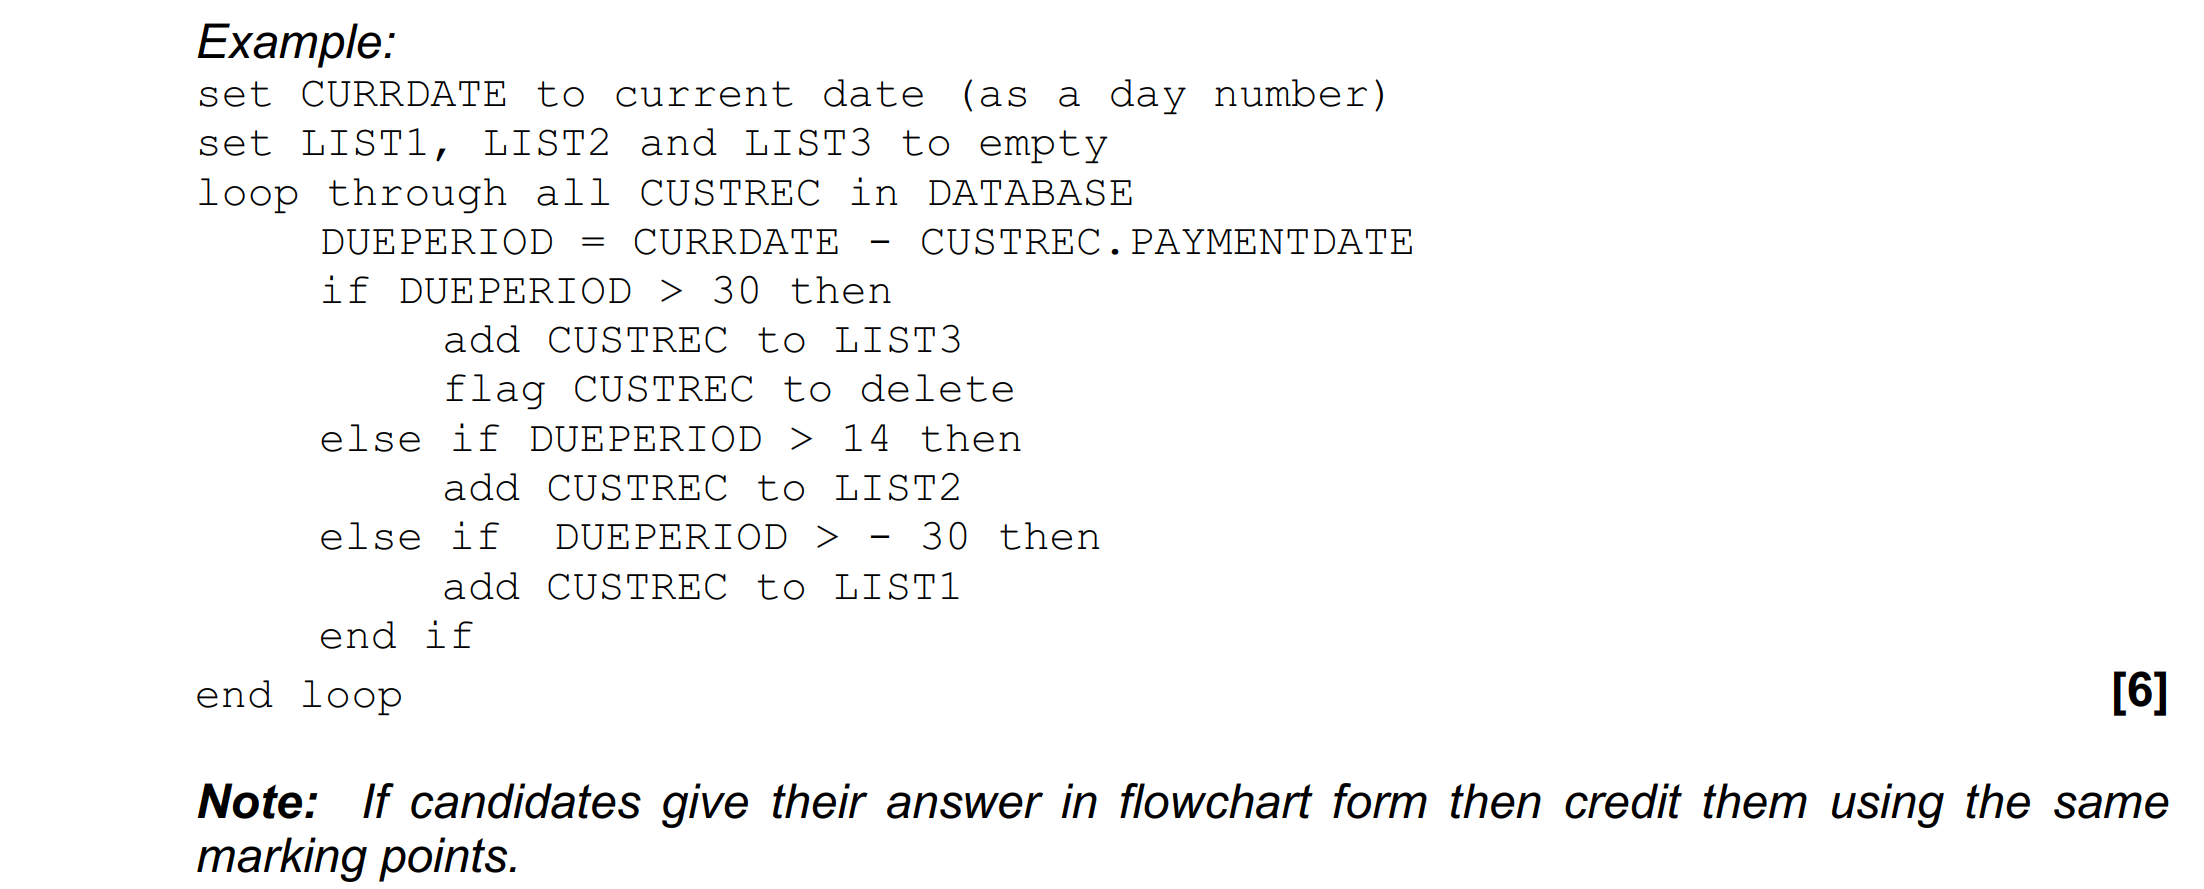 Example:
set CURRDATE to current date (as a day number)
set LIST1, LIST2 and LIST3 to empty
loop through all CUSTREC in DATABASE
DUEPERIOD = CURRDATE - CUSTREC.PAYMENTDATE
if DUEPERIOD > 30 then
add CUSTREC to LIST3
flag CUSTREC to delete
else if DUEPERIOD > 14 then
add CUSTREC to LIST2
else if  DUEPERIOD > - 30 then
add CUSTREC to LIST1
end if
end loop [6]
Note: If candidates give their answer in flowchart form then credit them using the same
marking points.